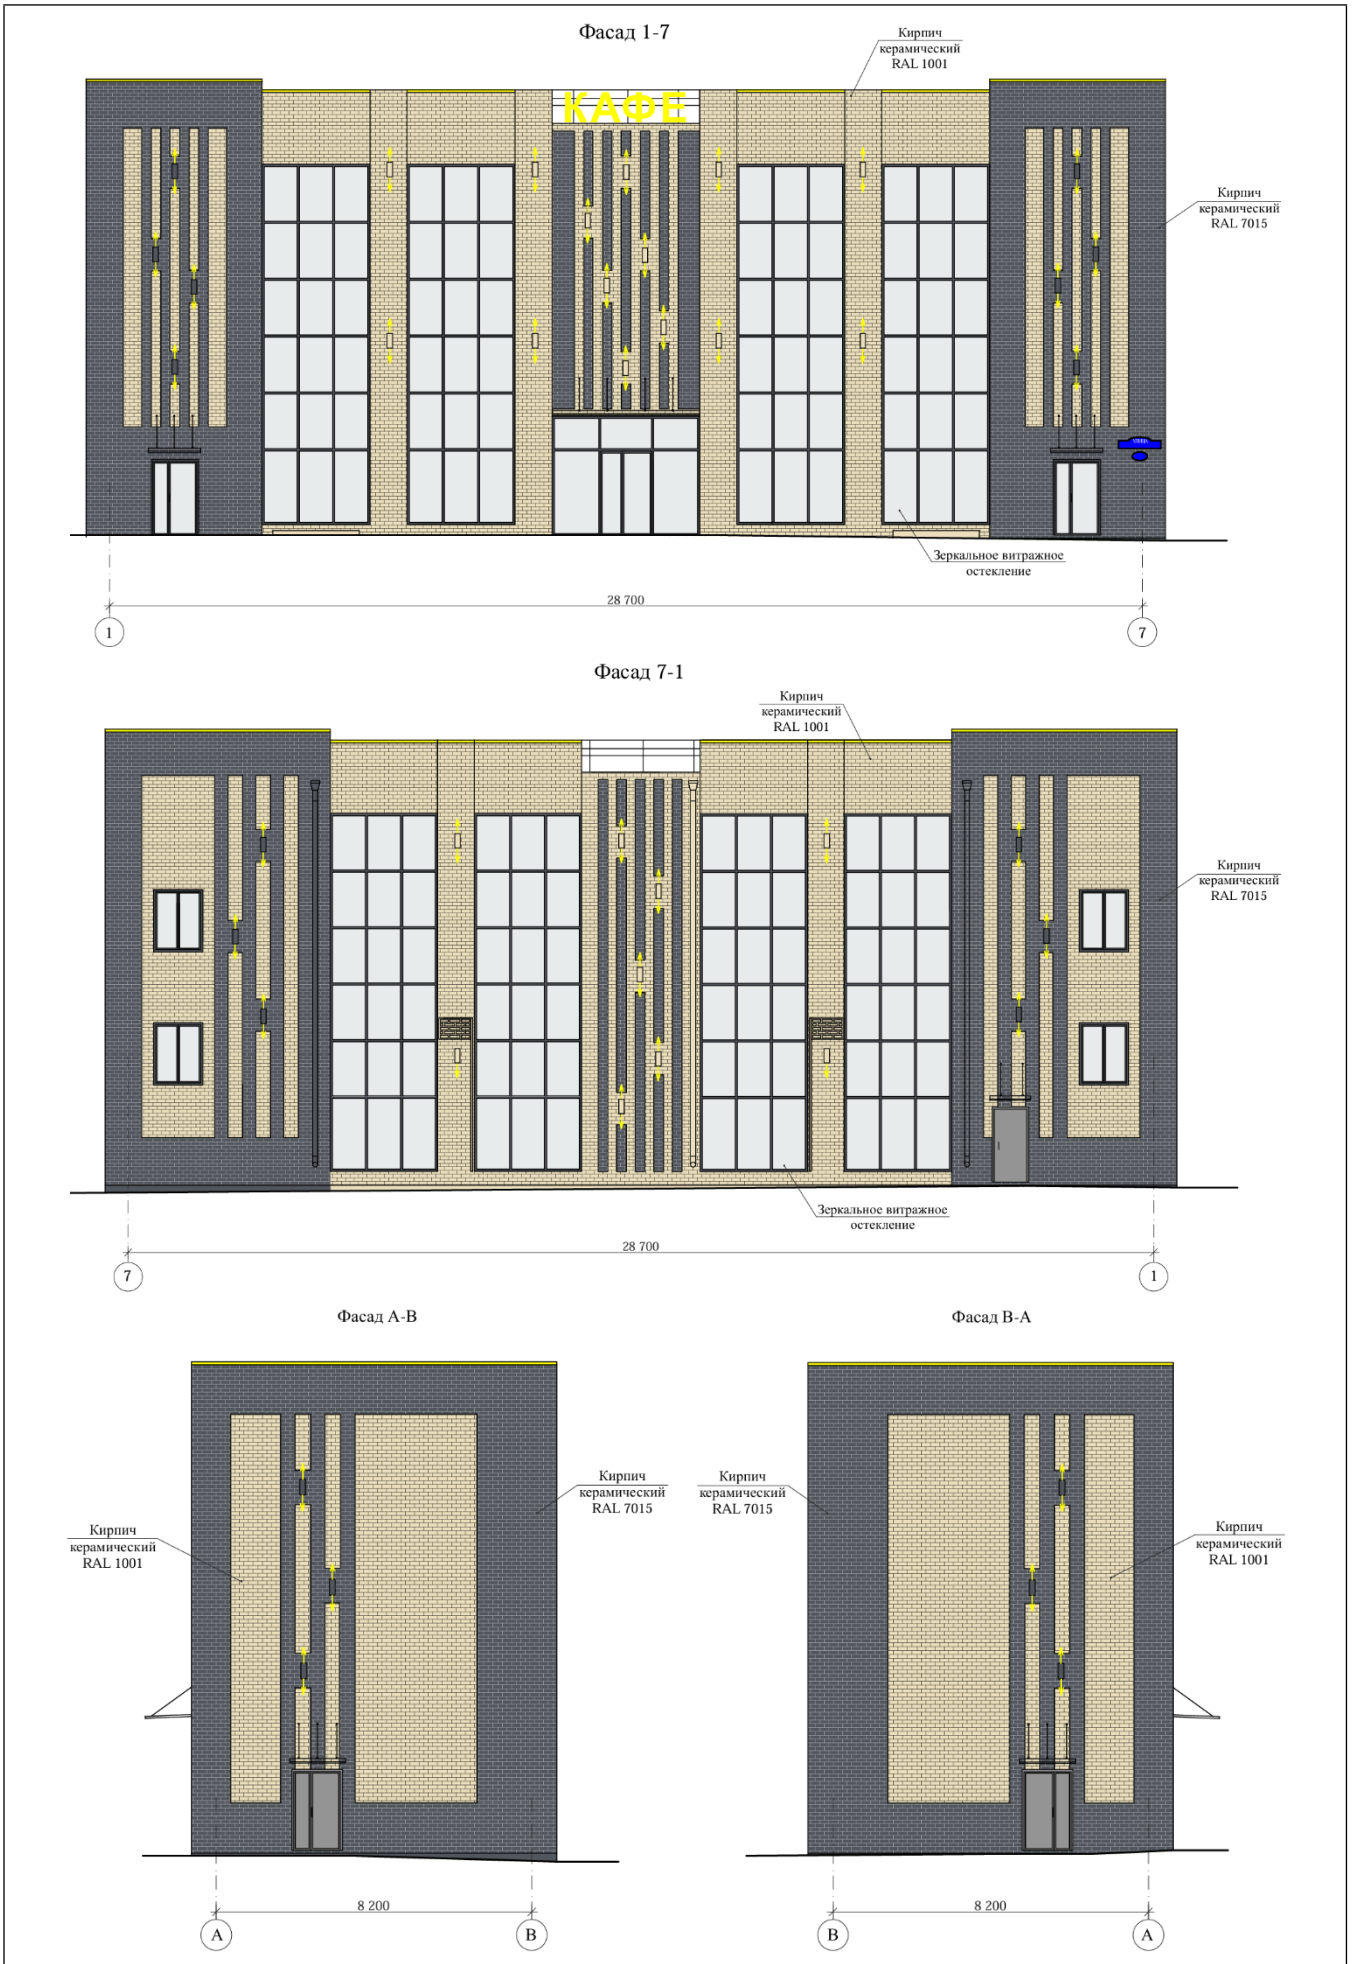 Фасад 1-7
Кирпич
керамический
RAL 1001
КАФЕ
Кирпич
керамический
RAL 7015
УЛИЦА
Зеркальное витражное
остекление
28 700
1
7
Фасад 7-1
Кирпич
керамический
RAL 1001
Кирпич
керамический
RAL 7015
Зеркальное витражное
остекление
28 700
7
1
Фасад А-В
Кирпич
керамический
RAL 7015
Кирпич
керамический
RAL 1001
8 200
А
В
Фасад В-А
Кирпич
керамический
RAL 7015
Кирпич
керамический
RAL 1001
8 200
В
А